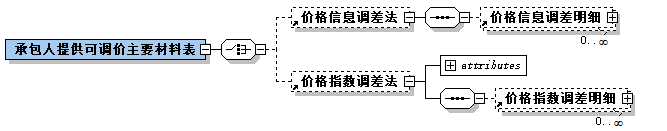 承包人提供可调价主要材料表
价格信息调差法
价格信息调差明细
0..∞
价格指数调差法
attributes
价格指数调差明细
0..∞